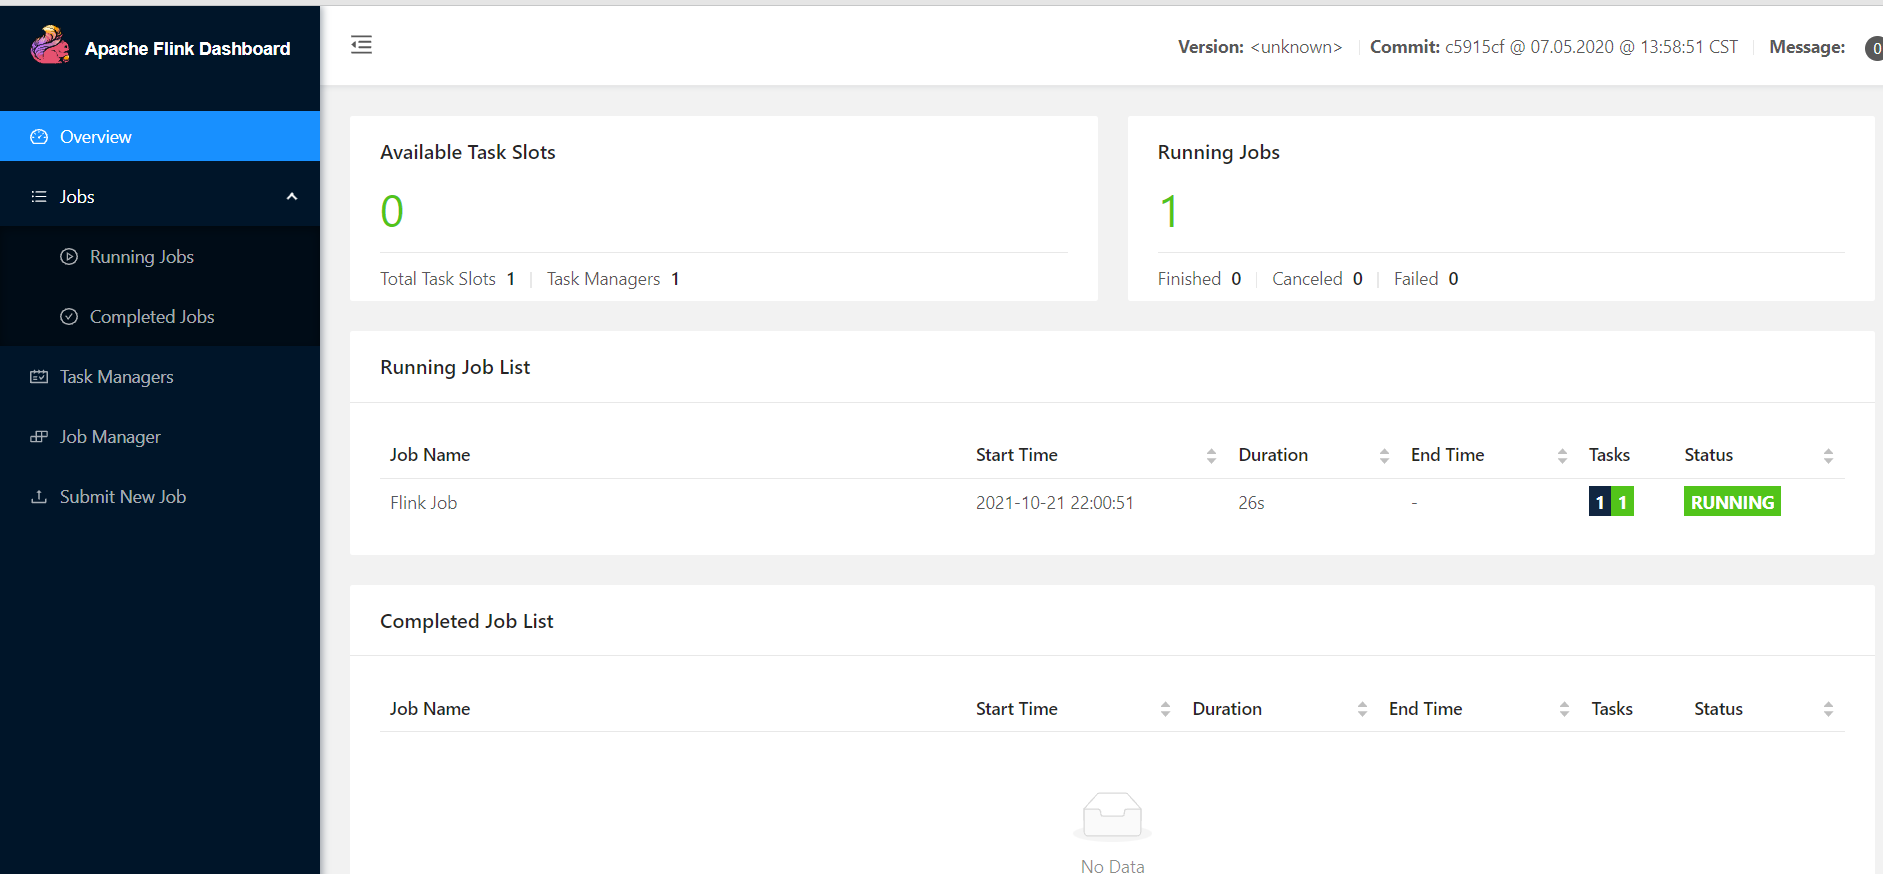 Apache Flink Dashboard
Version: <unknown> Commit: c5915cf @ 07.05.2020 @ 13:58:51 CST Message: 0
Overview
Jobs
Running Jobs
Completed Jobs
Task Managers
Job Manager
Submit New Job
Available Task Slots
0
Total Task Slots 1 Task Managers 1
Running Jobs
1
Finished 0 Canceled 0 Failed 0
Running Job List
Job Name Start Time Duration End Time Tasks Status
Flink Job 2021-10-21 22:00:51 26s - 1 1 RUNNING
Completed Job List
Job Name Start Time Duration End Time Tasks Status
No Data